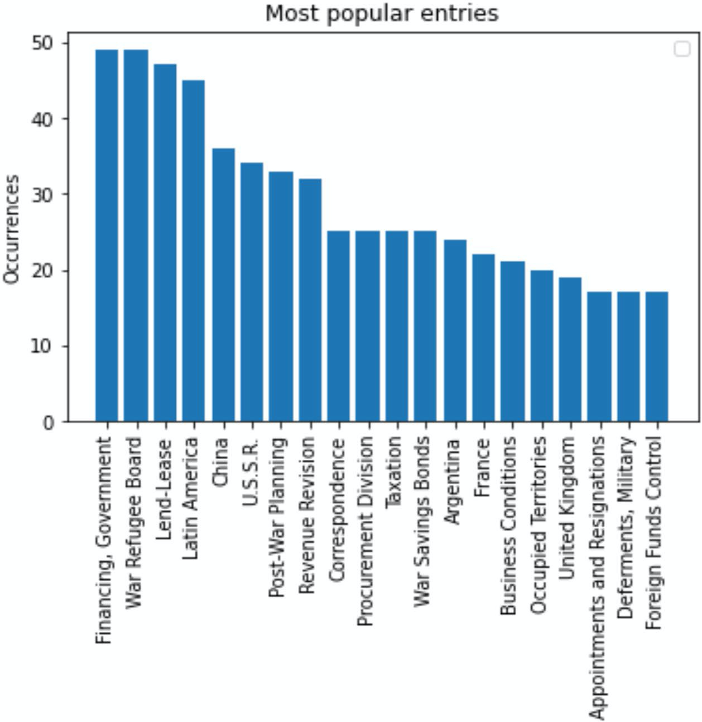 Most popular entries
50
40
30
20
10
0
Occurrences
Financing, Government
War Refugee Board
Lend-Lease
Latin America
China
U.S.S.R.
Post-War Planning
Revenue Revision
Correspondence
Procurement Division
Taxation
War Savings Bonds
Argentina
France
Business Conditions
Occupied Territories
United Kingdom
Appointments and Resignations
Deferments, Military
Foreign Funds Control